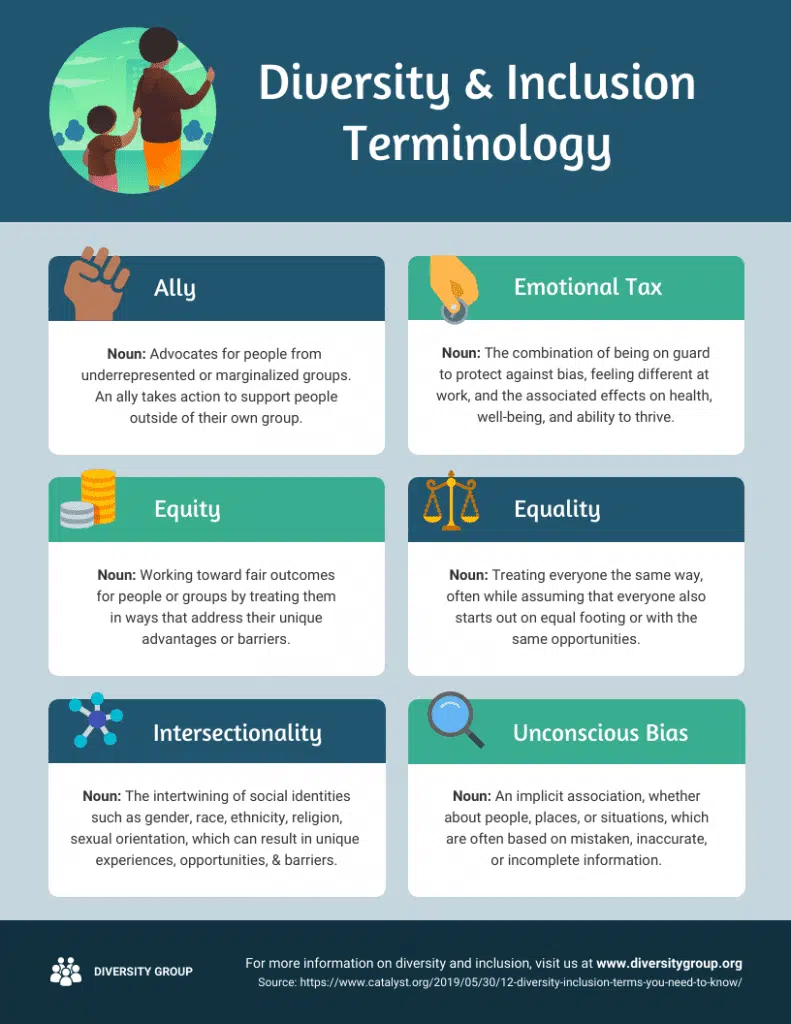 Diversity & Inclusion
Terminology
Ally
Noun: Advocates for people from
underrepresented or marginalized groups.
An ally takes action to support people
outside of their own group.
Emotional Tax
Noun: The combination of being on guard
to protect against bias, feeling different at
work, and the associated effects on health,
well-being, and ability to thrive.
Equity
Noun: Working toward fair outcomes
for people or groups by treating them
in ways that address their unique
advantages or barriers.
Equality
Noun: Treating everyone the same way,
often while assuming that everyone also
starts out on equal footing or with the
same opportunities.
Intersectionality
Noun: The intertwining of social identities
such as gender, race, ethnicity, religion,
sexual orientation, which can result in unique
experiences, opportunities, & barriers.
Unconscious Bias
Noun: An implicit association, whether
about people, places, or situations, which
are often based on mistaken, inaccurate,
or incomplete information.
DIVERSITY GROUP
For more information on diversity and inclusion, visit us at www.diversitygroup.org
Source: https://www.catalyst.org/2019/05/30/12-diversity-inclusion-terms-you-need-to-know/